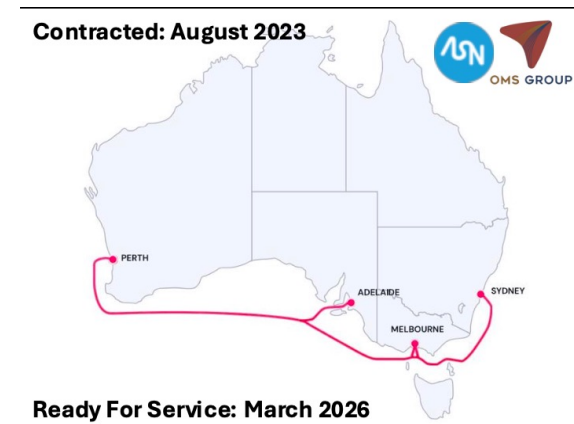 Contracted: August 2023
ASN
OMS GROUP
PERTH
ADELAIDE
SYDNEY
MELBOURNE
Ready For Service: March 2026